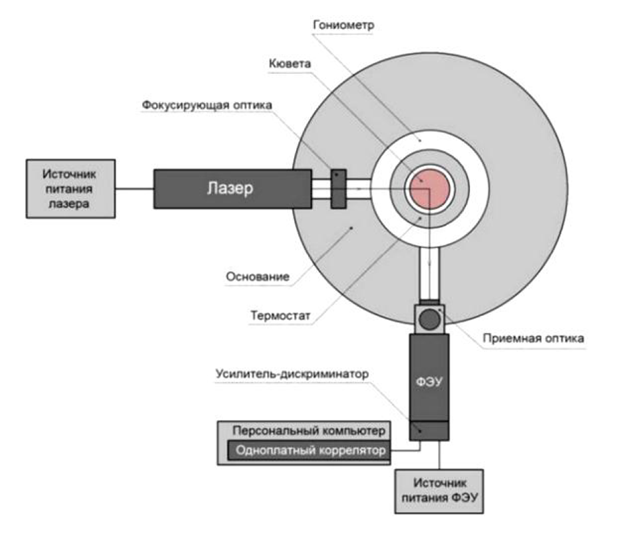 Гониометр
Кювета
Фокусирующая оптика
Источник
питания
лазера
Лазер
Основание
Термостат
Приемная оптика
Усилитель-дискриминатор
ФЭУ
Персональный компьютер
Одноплатный коррелятор
Источник
питания ФЭУ